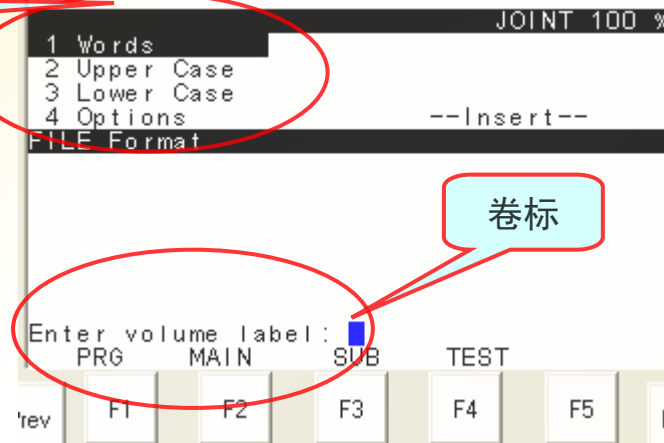 JOINT 100 %
1 Words
2 Upper Case
3 Lower Case
4 Options --Insert--
FILE Format
卷标
Enter volume label:
PRG MAIN SUB TEST
F1 F2 F3 F4 F5